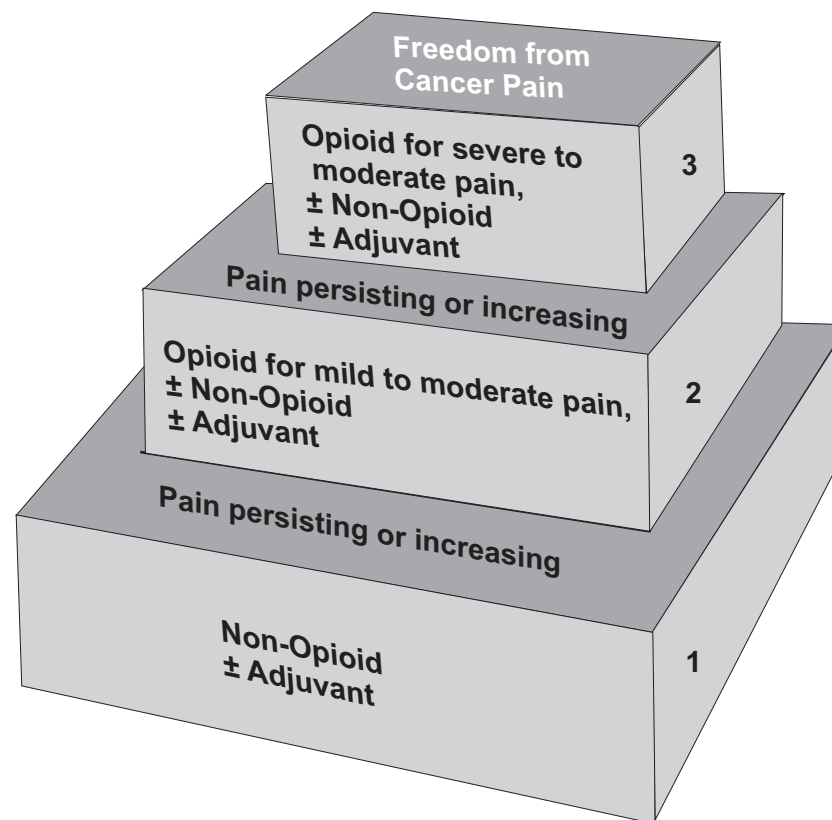 Freedom from
Cancer Pain
Opioid for severe to
moderate pain,
± Non-Opioid
± Adjuvant
3
Pain persisting or increasing
Opioid for mild to moderate pain,
± Non-Opioid
± Adjuvant
2
Pain persisting or increasing
Non-Opioid
± Adjuvant
1